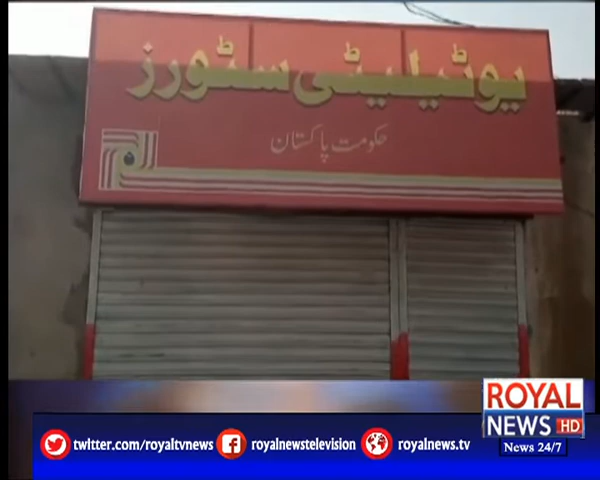 یوٹیلیٹی سٹورز
حکومت پاکستان
ROYAL
NEWS HD
News 24/7
twitter.com/royaltvnews
royalnewstelevision
royalnews.tv